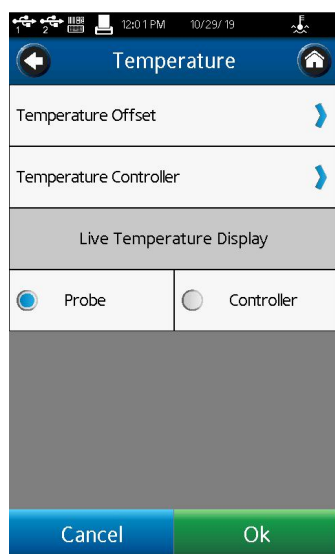 1 2 12:01 PM 10/29/19
Temperature
Temperature Offset
Temperature Controller
Live Temperature Display
Probe Controller
Cancel Ok